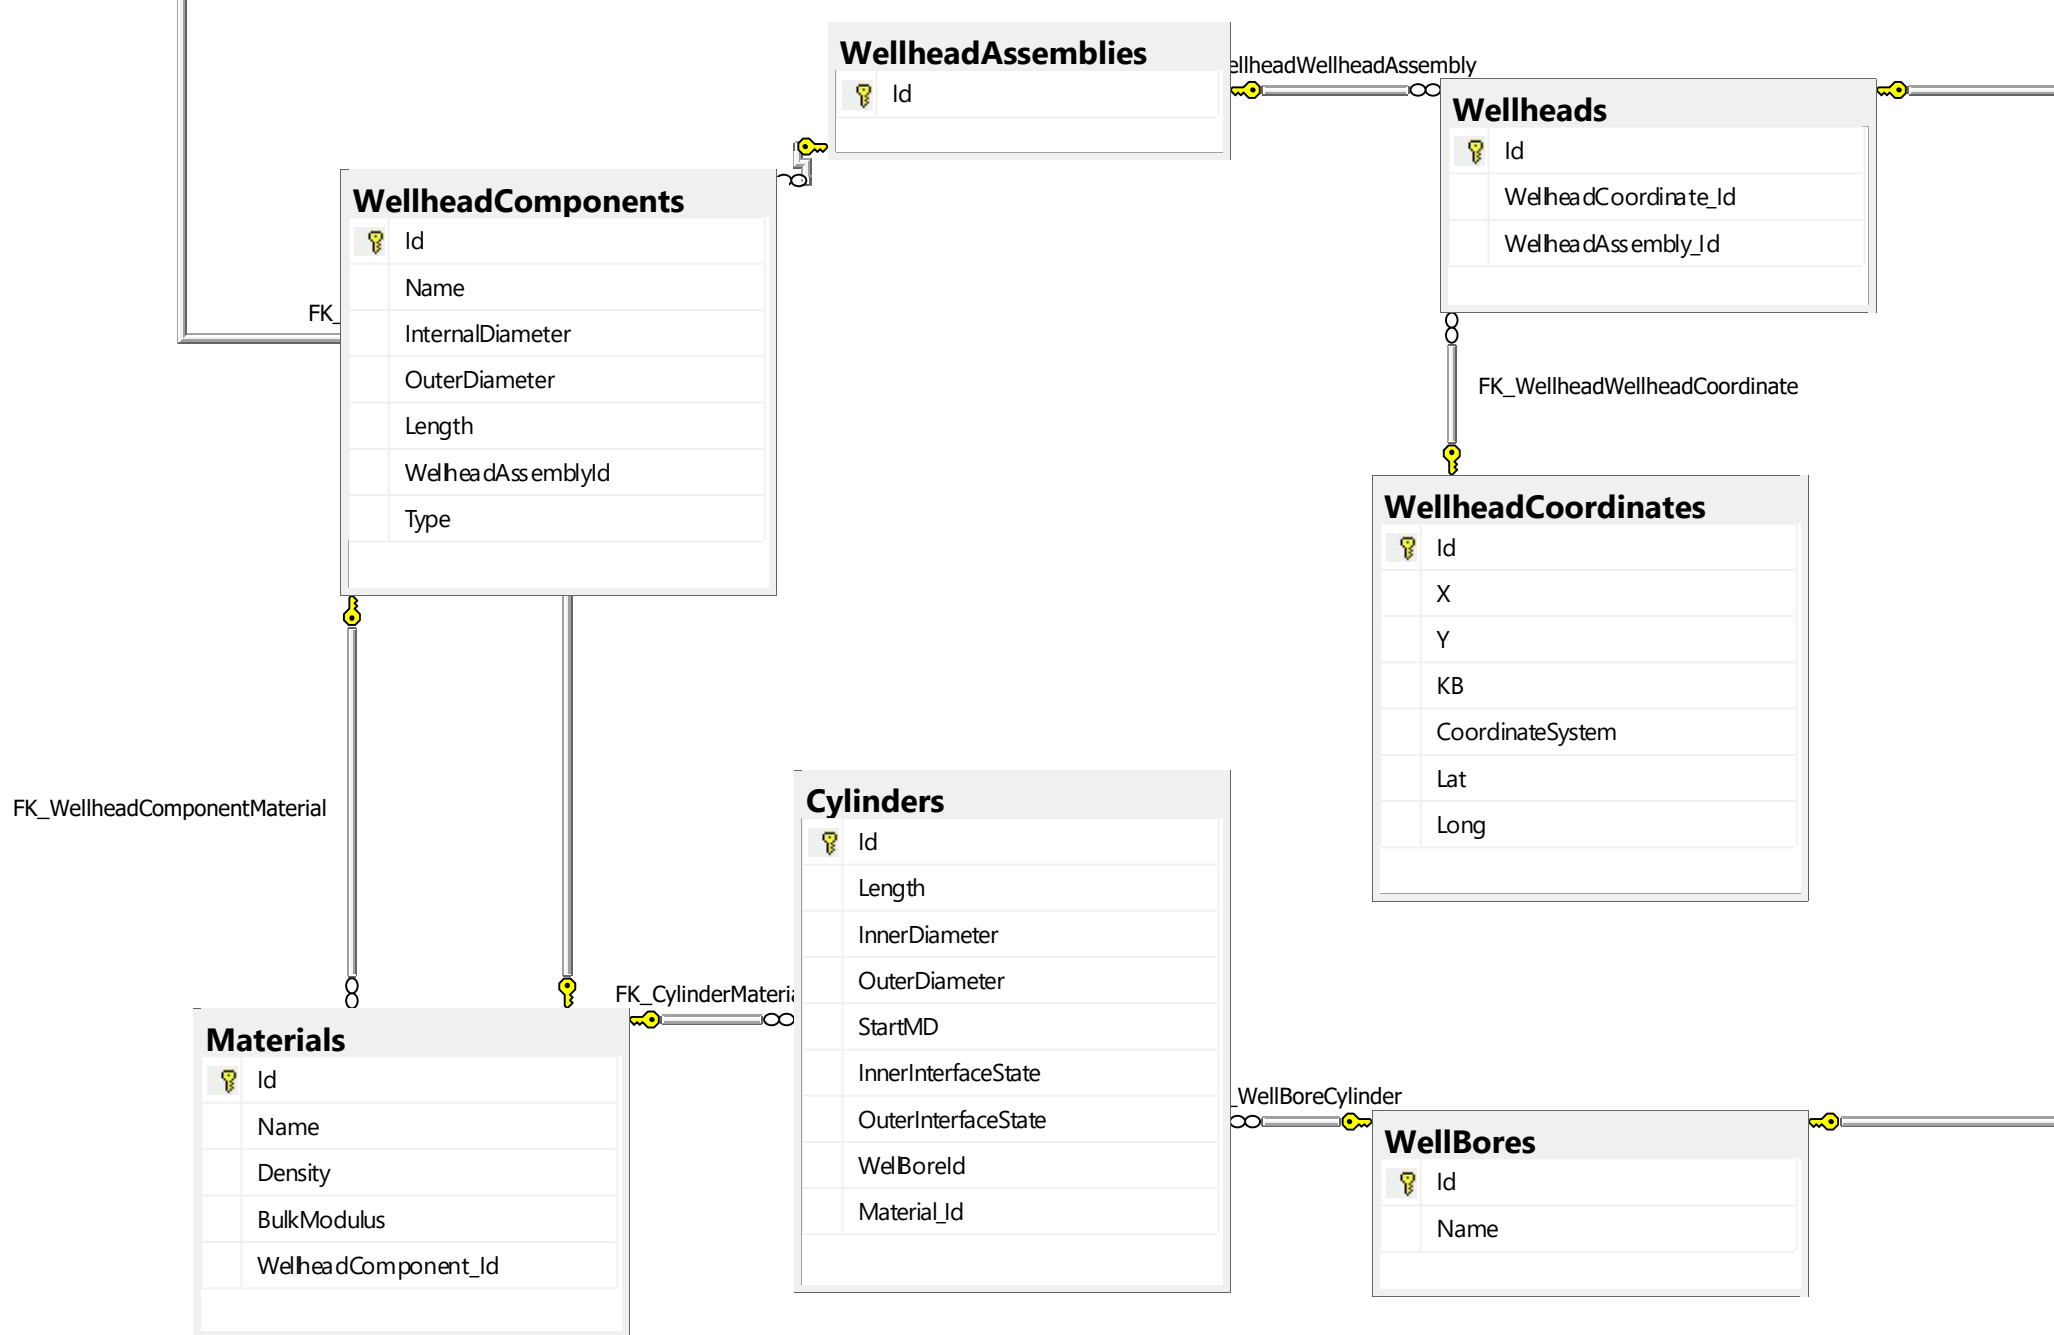 WellheadAssemblies
Id
ellheadWellheadAssembly
Wellheads
Id
WellheadCoordinate_Id
WellheadAssembly_Id
WellheadComponents
Id
Name
InternalDiameter
OuterDiameter
Length
WellheadAssemblyId
Type
FK_
FK_WellheadWellheadCoordinate
WellheadCoordinates
Id
X
Y
KB
CoordinateSystem
Lat
Long
FK_WellheadComponentMaterial
Cylinders
Id
Length
InnerDiameter
OuterDiameter
StartMD
InnerInterfaceState
OuterInterfaceState
WellBoreId
Material_Id
FK_CylinderMateria
Materials
Id
Name
Density
BulkModulus
WellheadComponent_Id
_WellBoreCylinder
WellBores
Id
Name